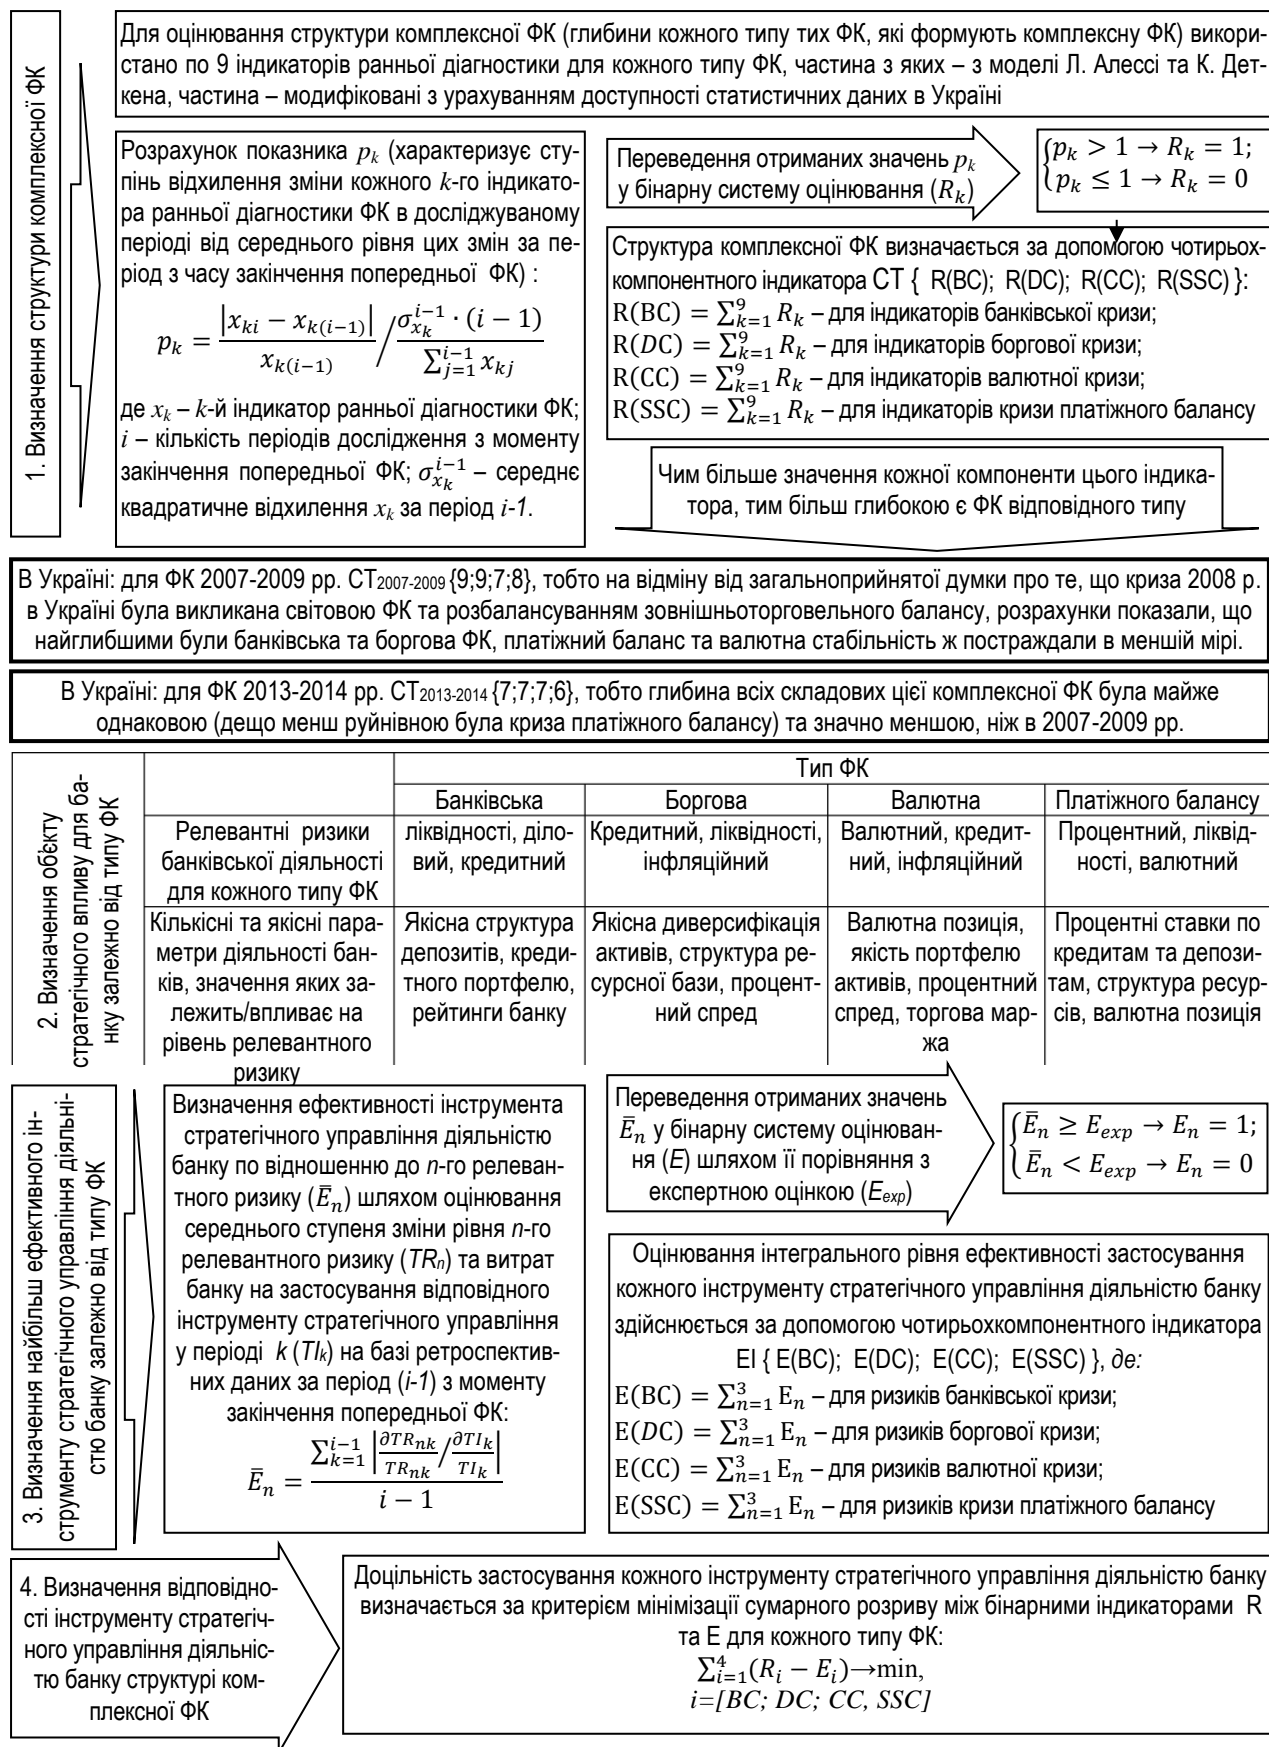 1. Визначення структури комплексної ФК
Для оцінювання структури комплексної ФК (глибини кожного типу тих ФК, які формують комплексну ФК) викори-
стано по 9 індикаторів ранньої діагностики для кожного типу ФК, частина з яких – з моделі Л. Алессі та К. Дет-
кена, частина – модифіковані з урахуванням доступності статистичних даних в Україні
Розрахунок показника p_k (характеризує сту-
пінь відхилення зміни кожного k-го індикато-
ра ранньої діагностики ФК в досліджуваному
періоді від середнього рівня цих змін за пе-
ріод з часу закінчення попередньої ФК) :
p_k = |x_{ki} − x_{k(i−1)}| / x_{k(i−1)} / σ_{x_k}^{i−1} · (i − 1) / ∑_{j=1}^{i−1} x_{kj}
де x_k – k-й індикатор ранньої діагностики ФК;
i – кількість періодів дослідження з моменту
закінчення попередньої ФК; σ_{x_k}^{i−1} – середнє
квадратичне відхилення x_k за період i-1.
Переведення отриманих значень p_k
у бінарну систему оцінювання (R_k)
{p_k > 1 → R_k = 1;
p_k ≤ 1 → R_k = 0
Структура комплексної ФК визначається за допомогою чотирьох-
компонентного індикатора CT { R(BC); R(DC); R(CC); R(SSC) }:
R(BC) = ∑_{k=1}^{9} R_k – для індикаторів банківської кризи;
R(DC) = ∑_{k=1}^{9} R_k – для індикаторів боргової кризи;
R(CC) = ∑_{k=1}^{9} R_k – для індикаторів валютної кризи;
R(SSC) = ∑_{k=1}^{9} R_k – для індикаторів кризи платіжного балансу
Чим більше значення кожної компоненти цього індика-
тора, тим більш глибокою є ФК відповідного типу
В Україні: для ФК 2007-2009 рр. CT2007-2009 {9;9;7;8}, тобто на відміну від загальноприйнятої думки про те, що криза 2008 р.
в Україні була викликана світовою ФК та розбалансуванням зовнішньоторговельного балансу, розрахунки показали, що
найглибшими були банківська та боргова ФК, платіжний баланс та валютна стабільність ж постраждали в меншій мірі.
В Україні: для ФК 2013-2014 рр. CT2013-2014 {7;7;7;6}, тобто глибина всіх складових цієї комплексної ФК була майже
однаковою (дещо менш руйнівною була криза платіжного балансу) та значно меншою, ніж в 2007-2009 рр.
2. Визначення об'єкту
стратегічного впливу для ба-
нку залежно від типу ФК
Тип ФК
Банківська
Боргова
Валютна
Платіжного балансу
Релевантні ризики
банківської діяльності
для кожного типу ФК
ліквідності, діло-
вий, кредитний
Кредитний, ліквідності,
інфляційний
Валютний, кредит-
ний, інфляційний
Процентний, ліквід-
ності, валютний
Кількісні та якісні пара-
метри діяльності бан-
ків, значення яких за-
лежить/впливає на
рівень релевантного
ризику
Якісна структура
депозитів, креди-
тного портфелю,
рейтинги банку
Якісна диверсифікація
активів, структура ре-
сурсної бази, процент-
ний спред
Валютна позиція,
якість портфелю
активів, процентний
спред, торгова мар-
жа
Процентні ставки по
кредитам та депози-
там, структура ресур-
сів, валютна позиція
3. Визначення найбільш ефективного ін-
струменту стратегічного управління діяльні-
стю банку залежно від типу ФК
Визначення ефективності інструмента
стратегічного управління діяльністю
банку по відношенню до n-го релеван-
тного ризику (Ē_n) шляхом оцінювання
середнього ступеня зміни рівня n-го
релевантного ризику (TR_n) та витрат
банку на застосування відповідного
інструменту стратегічного управління
у періоді k (TI_k) на базі ретроспектив-
них даних за період (i-1) з моменту
закінчення попередньої ФК:
Ē_n = ∑_{k=1}^{i−1} |∂TR_{nk}/TR_{nk} / ∂TI_k/TI_k| / i − 1
Переведення отриманих значень
Ē_n у бінарну систему оцінюван-
ня (E) шляхом її порівняння з
експертною оцінкою (E_{exp})
{Ē_n ≥ E_{exp} → E_n = 1;
Ē_n < E_{exp} → E_n = 0
Оцінювання інтегрального рівня ефективності застосування
кожного інструменту стратегічного управління діяльністю банку
здійснюється за допомогою чотирьохкомпонентного індикатора
EI { E(BC); E(DC); E(CC); E(SSC) }, де:
E(BC) = ∑_{n=1}^{3} E_n – для ризиків банківської кризи;
E(DC) = ∑_{n=1}^{3} E_n – для ризиків боргової кризи;
E(CC) = ∑_{n=1}^{3} E_n – для ризиків валютної кризи;
E(SSC) = ∑_{n=1}^{3} E_n – для ризиків кризи платіжного балансу
4. Визначення відповідно-
сті інструменту стратегіч-
ного управління діяльніс-
тю банку структурі ком-
плексної ФК
Доцільність застосування кожного інструменту стратегічного управління діяльністю банку
визначається за критерієм мінімізації сумарного розриву між бінарними індикаторами R
та E для кожного типу ФК:
∑_{i=1}^{4}(R_i − E_i)→min,
i=[BC; DC; CC, SSC]